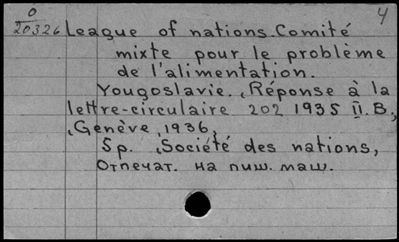 4
0
20326
League of nations. Comité
mixte pour le problème
de l'alimentation.
Yougoslavie. Réponse à la
lettre-circulaire 202 1935 II. B.,
Genève, 1936,
5p. Société des nations,
Отпечат. на пиш. маш.